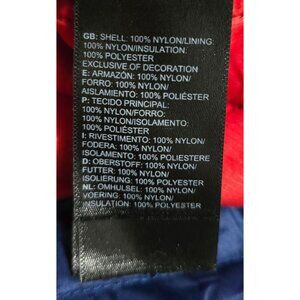 GB: SHELL: 100% NYLON/LINING:
100% NYLON/INSULATION:
100% POLYESTER
EXCLUSIVE OF DECORATION
E: ARMAZÓN: 100% NYLON/
FORRO: 100% NYLON/
AISLAMIENTO: 100% POLIÉSTER
P: TECIDO PRINCIPAL:
100% NYLON/FORRO:
100% NYLON/ISOLAMENTO:
100% POLIÉSTER
I: RIVESTIMENTO: 100% NYLON/
FODERA: 100% NYLON/
ISOLAMENTO: 100% POLIESTERE
D: OBERSTOFF: 100% NYLON/
FUTTER: 100% NYLON/
ISOLIERUNG: 100% POLYESTER
NL: OMHULSEL: 100% NYLON/
VOERING: 100% NYLON/
INSULATION: 100% POLYESTER